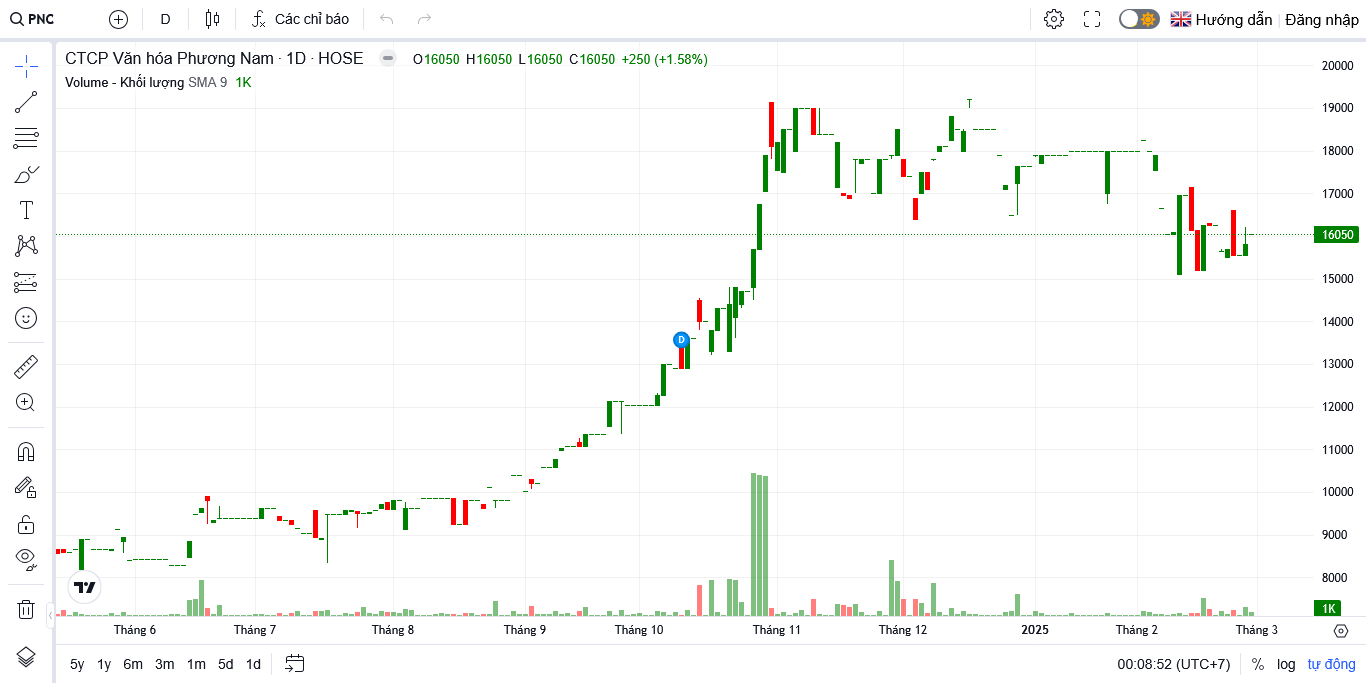 PNC D Các chỉ báo Hướng dẫn Đăng nhập
CTCP Văn hóa Phương Nam · 1D · HOSE O16050 H16050 L16050 C16050 +250 (+1.58%)
Volume - Khối lượng SMA 9 1K
20000
19000
18000
17000
16050
15000
14000
D
13000
12000
11000
10000
9000
8000
1K
Tháng 6 Tháng 7 Tháng 8 Tháng 9 Tháng 10 Tháng 11 Tháng 12 2025 Tháng 2 Tháng 3
5y 1y 6m 3m 1m 5d 1d 00:08:52 (UTC+7) % log tự động